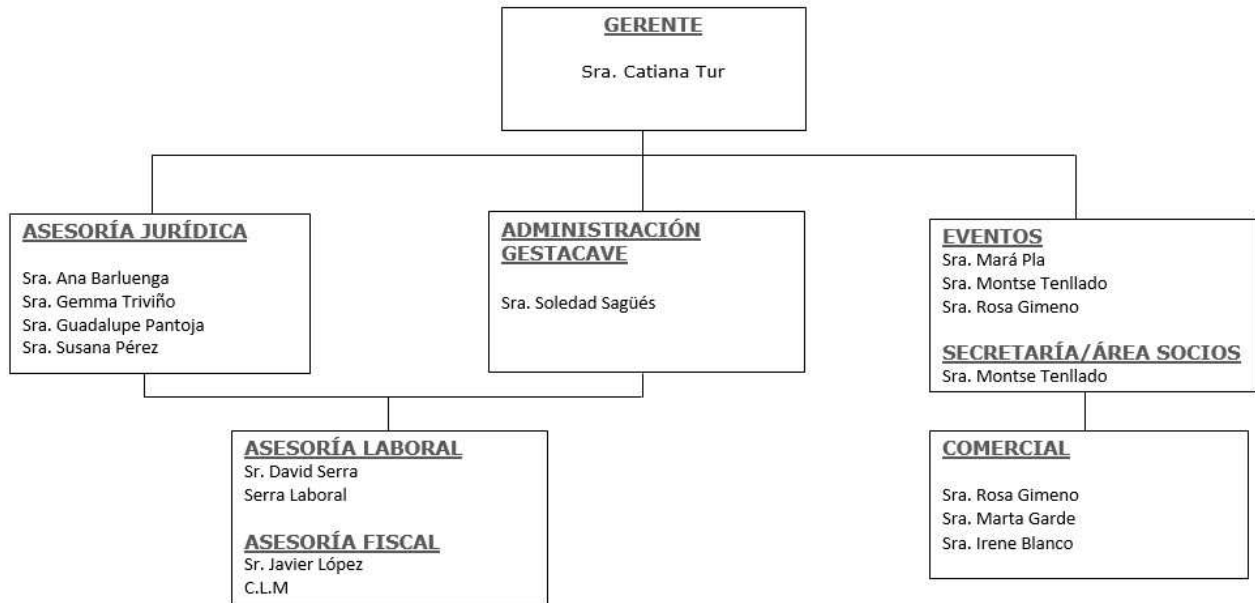 GERENTE
Sra. Catiana Tur
ASESORÍA JURÍDICA
Sra. Ana Barluenga
Sra. Gemma Triviño
Sra. Guadalupe Pantoja
Sra. Susana Pérez
ADMINISTRACIÓN
GESTACAVE
Sra. Soledad Sagüés
EVENTOS
Sra. Mará Pla
Sra. Montse Tenllado
Sra. Rosa Gimeno
SECRETARÍA/ÁREA SOCIOS
Sra. Montse Tenllado
ASESORÍA LABORAL
Sr. David Serra
Serra Laboral
ASESORÍA FISCAL
Sr. Javier López
C.L.M
COMERCIAL
Sra. Rosa Gimeno
Sra. Marta Garde
Sra. Irene Blanco